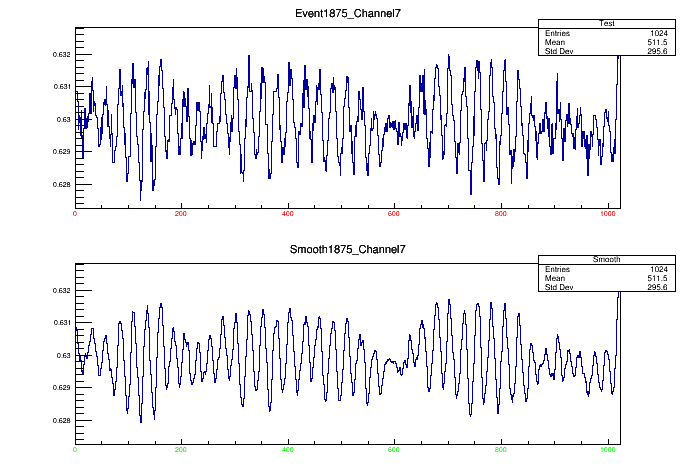 Event1875_Channel7
Test
Entries 1024
Mean 511.5
Std Dev 295.6
0.632
0.631
0.63
0.629
0.628
0 200 400 600 800 1000
Smooth1875_Channel7
Smooth
Entries 1024
Mean 511.5
Std Dev 295.6
0.632
0.631
0.63
0.629
0.628
0 200 400 600 800 1000